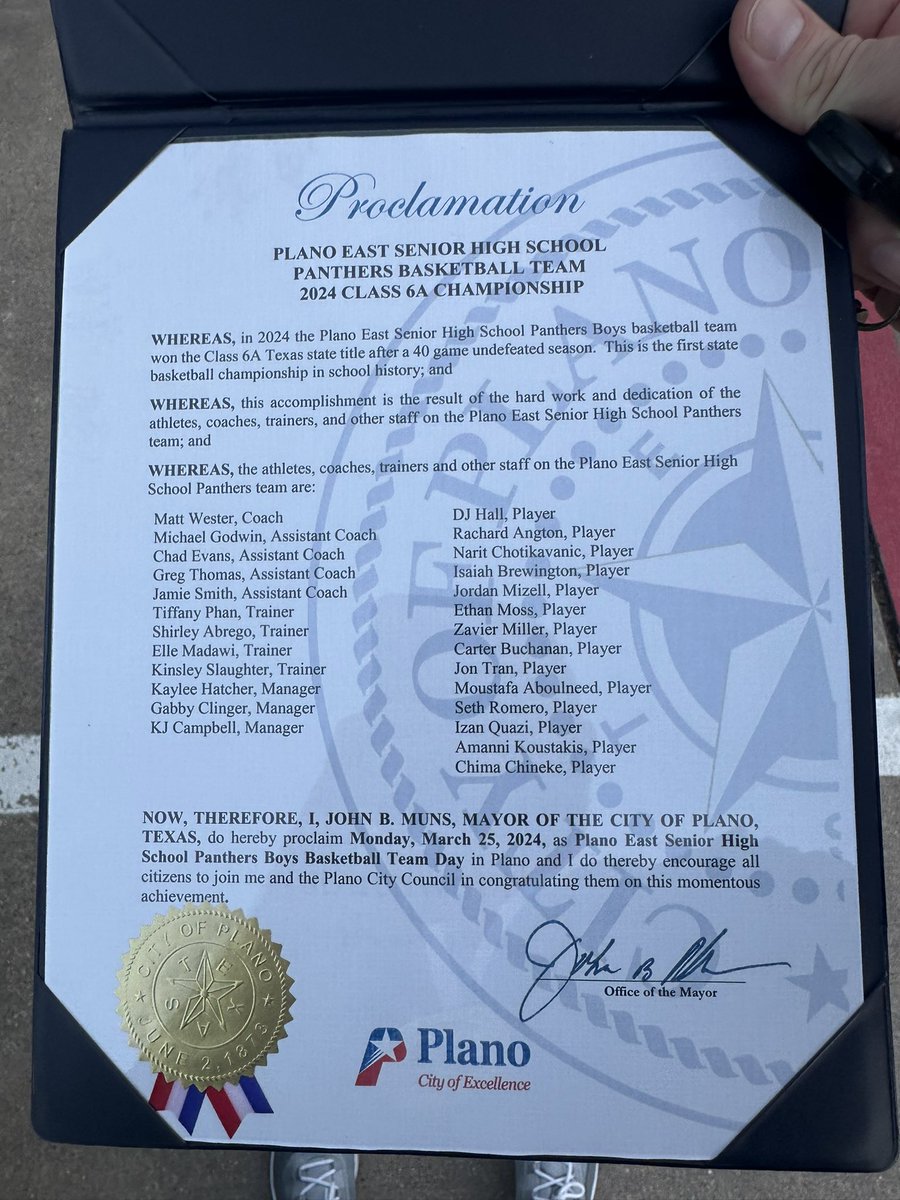 Proclamation
PLANO EAST SENIOR HIGH SCHOOL
PANTHERS BASKETBALL TEAM
2024 CLASS 6A CHAMPIONSHIP
WHEREAS, in 2024 the Plano East Senior High School Panthers Boys basketball team
won the Class 6A Texas state title after a 40 game undefeated season. This is the first state
basketball championship in school history; and
WHEREAS, this accomplishment is the result of the hard work and dedication of the
athletes, coaches, trainers, and other staff on the Plano East Senior High School Panthers
team; and
WHEREAS, the athletes, coaches, trainers and other staff on the Plano East Senior High
School Panthers team are:
Matt Wester, Coach
Michael Godwin, Assistant Coach
Chad Evans, Assistant Coach
Greg Thomas, Assistant Coach
Jamie Smith, Assistant Coach
Tiffany Phan, Trainer
Shirley Abrego, Trainer
Elle Madawi, Trainer
Kinsley Slaughter, Trainer
Kaylee Hatcher, Manager
Gabby Clinger, Manager
KJ Campbell, Manager
DJ Hall, Player
Rachard Angton, Player
Narit Chotikavanic, Player
Isaiah Brewington, Player
Jordan Mizell, Player
Ethan Moss, Player
Zavier Miller, Player
Carter Buchanan, Player
Jon Tran, Player
Moustafa Aboulneed, Player
Seth Romero, Player
Izan Quazi, Player
Amanni Koustakis, Player
Chima Chineke, Player
NOW, THEREFORE, I, JOHN B. MUNS, MAYOR OF THE CITY OF PLANO,
TEXAS, do hereby proclaim Monday, March 25, 2024, as Plano East Senior High
School Panthers Boys Basketball Team Day in Plano and I do thereby encourage all
citizens to join me and the Plano City Council in congratulating them on this momentous
achievement.
Office of the Mayor
CITY OF PLANO
TEXAS
JUNE 2, 1873
Plano
City of Excellence
CITY OF PLANO